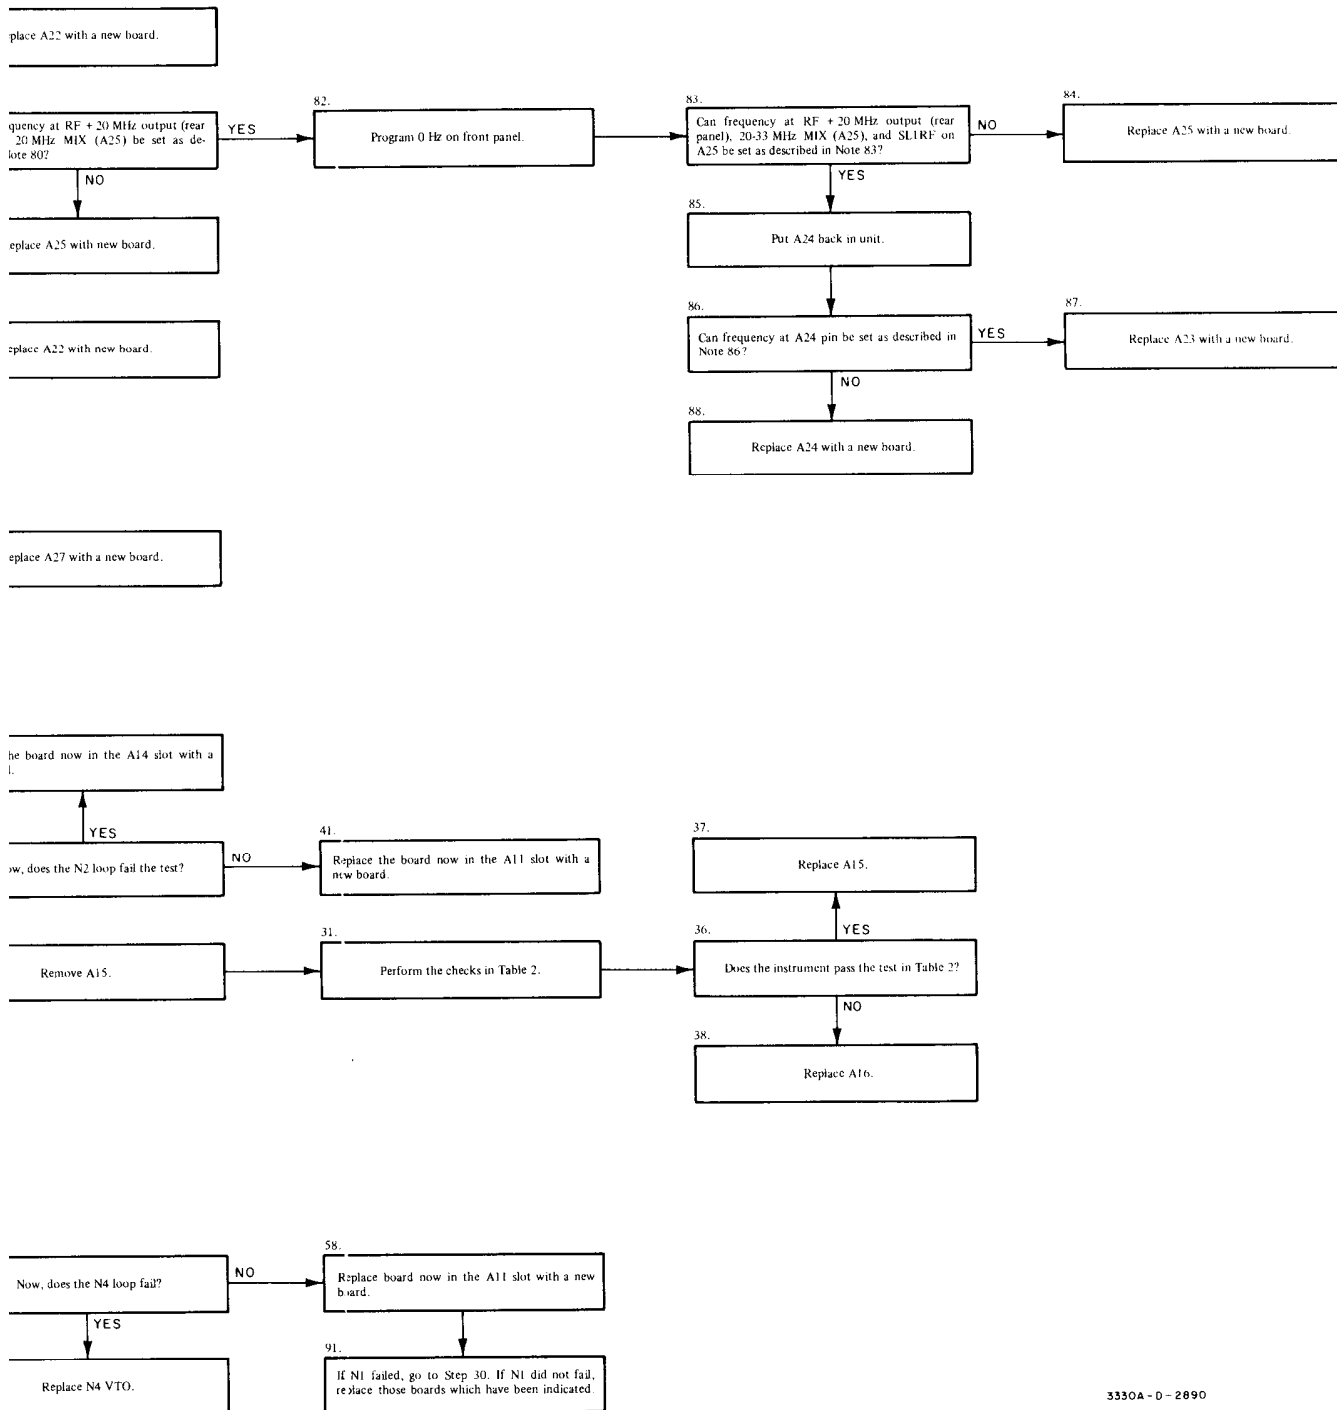 place A22 with a new board.
quency at RF + 20 MHz output (rear
20 MHz MIX (A25) be set as de-
Note 80?
YES
NO
82.
Program 0 Hz on front panel.
83.
Can frequency at RF + 20 MHz output (rear
panel), 20-33 MHz MIX (A25), and SL1RF on
A25 be set as described in Note 83?
NO
YES
84.
Replace A25 with a new board.
eplace A25 with new board.
85.
Put A24 back in unit.
eplace A22 with new board.
86.
Can frequency at A24 pin be set as described in
Note 86?
YES
NO
87.
Replace A23 with a new board.
88.
Replace A24 with a new board.
eplace A27 with a new board.
he board now in the A14 slot with a
YES
ow, does the N2 loop fail the test?
NO
41.
Replace the board now in the A11 slot with a
new board.
37.
Replace A15.
YES
Remove A15.
31.
Perform the checks in Table 2.
36.
Does the instrument pass the test in Table 2?
NO
38.
Replace A16.
Now, does the N4 loop fail?
NO
YES
58.
Replace board now in the A11 slot with a new
board.
Replace N4 VTO.
91.
If N1 failed, go to Step 30. If N1 did not fail,
replace those boards which have been indicated.
3330A-D-2890